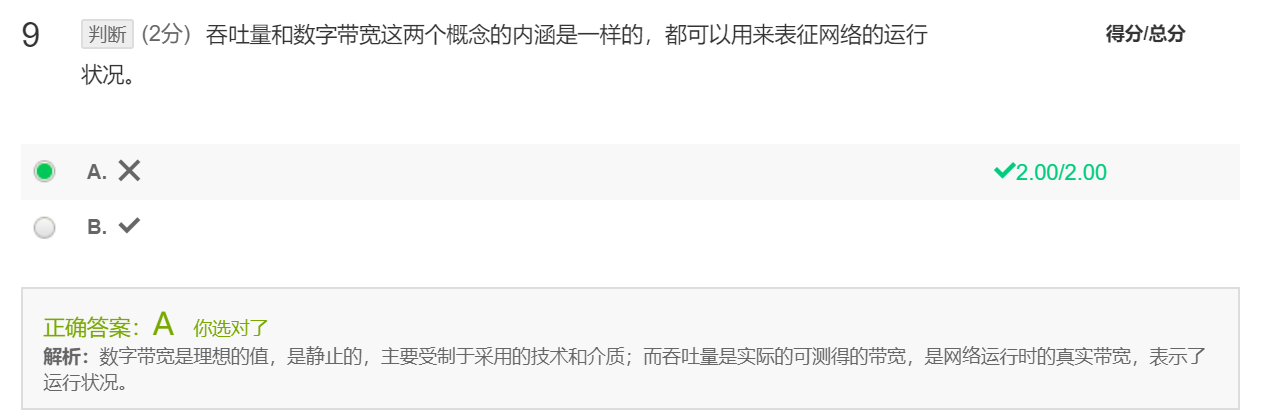 9 判断 (2分) 吞吐量和数字带宽这两个概念的内涵是一样的，都可以用来表征网络的运行 得分/总分
状况。
A. ✕ ✔2.00/2.00
B. ✔
正确答案：A 你选对了
解析：数字带宽是理想的值，是静止的，主要受制于采用的技术和介质；而吞吐量是实际的可测得的带宽，是网络运行时的真实带宽，表示了
运行状况。